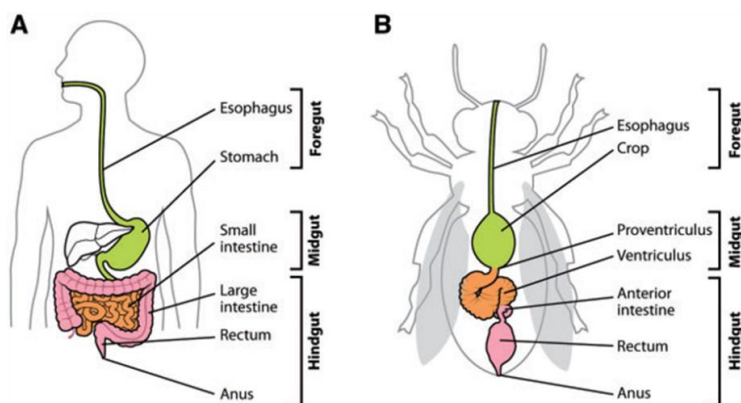 A
Esophagus
Stomach
Small
intestine
Large
intestine
Rectum
Anus
Foregut
Midgut
Hindgut
B
Esophagus
Crop
Proventriculus
Ventriculus
Anterior
intestine
Rectum
Anus
Foregut
Midgut
Hindgut